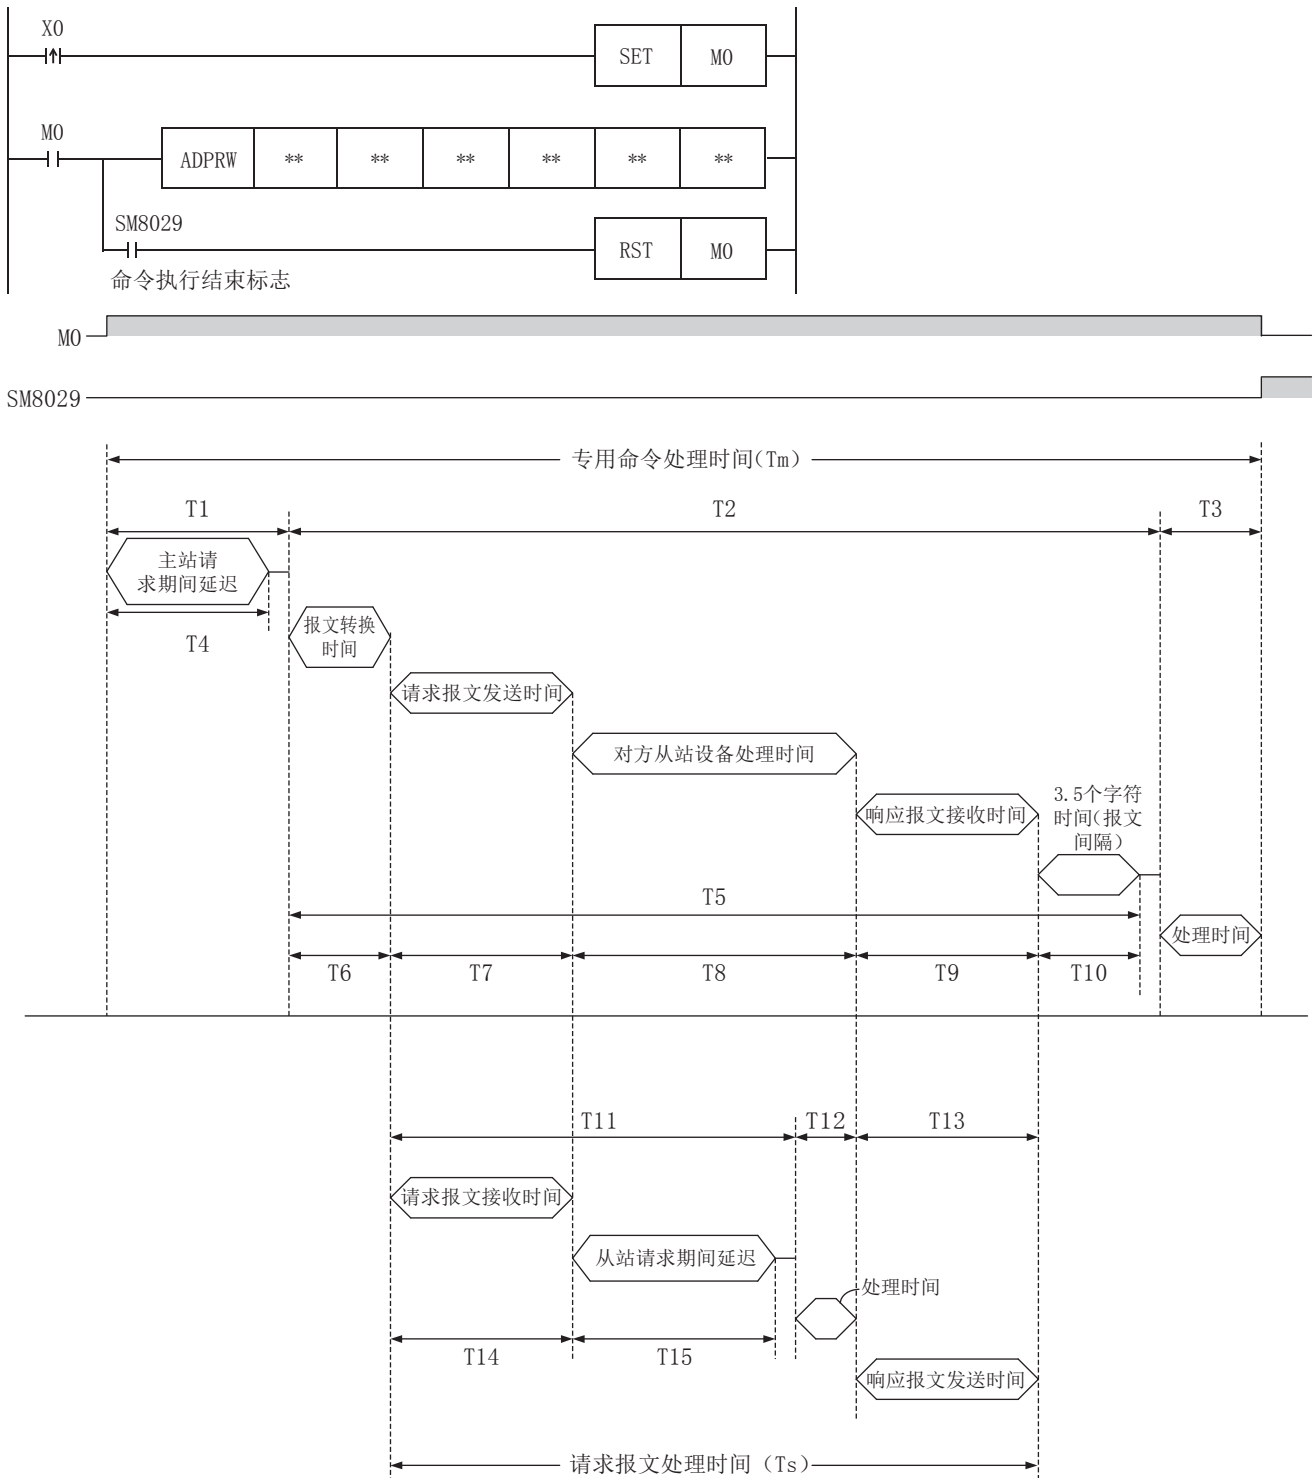 X0
SET M0
M0
ADPRW ** ** ** ** ** **
SM8029
RST M0
命令执行结束标志
M0
SM8029
专用命令处理时间(Tm)
T1 T2 T3
主站请
求期间延迟
T4
报文转换
时间
请求报文发送时间
对方从站设备处理时间
响应报文接收时间
3.5个字符
时间(报文
间隔)
T5
处理时间
T6 T7 T8 T9 T10
T11 T12 T13
请求报文接收时间
从站请求期间延迟
处理时间
T14 T15
响应报文发送时间
请求报文处理时间（Ts）